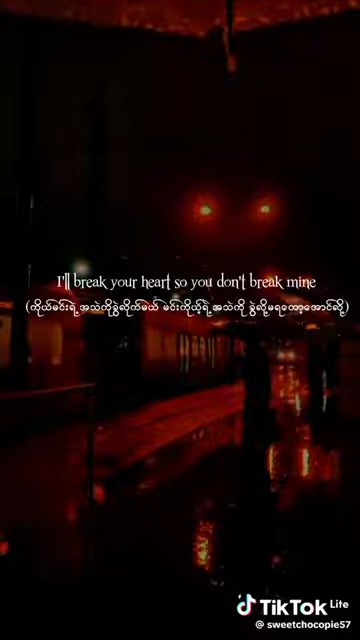 I'll break your heart so you don't break mine
(ကိုယ်မင်းရဲ့အသဲကိုခွဲလိုက်မယ် မင်းကိုယ့်ရဲ့အသဲကို ခွဲလို့မရတော့အောင်လို့)
TikTok Lite
@ sweetchocopie57